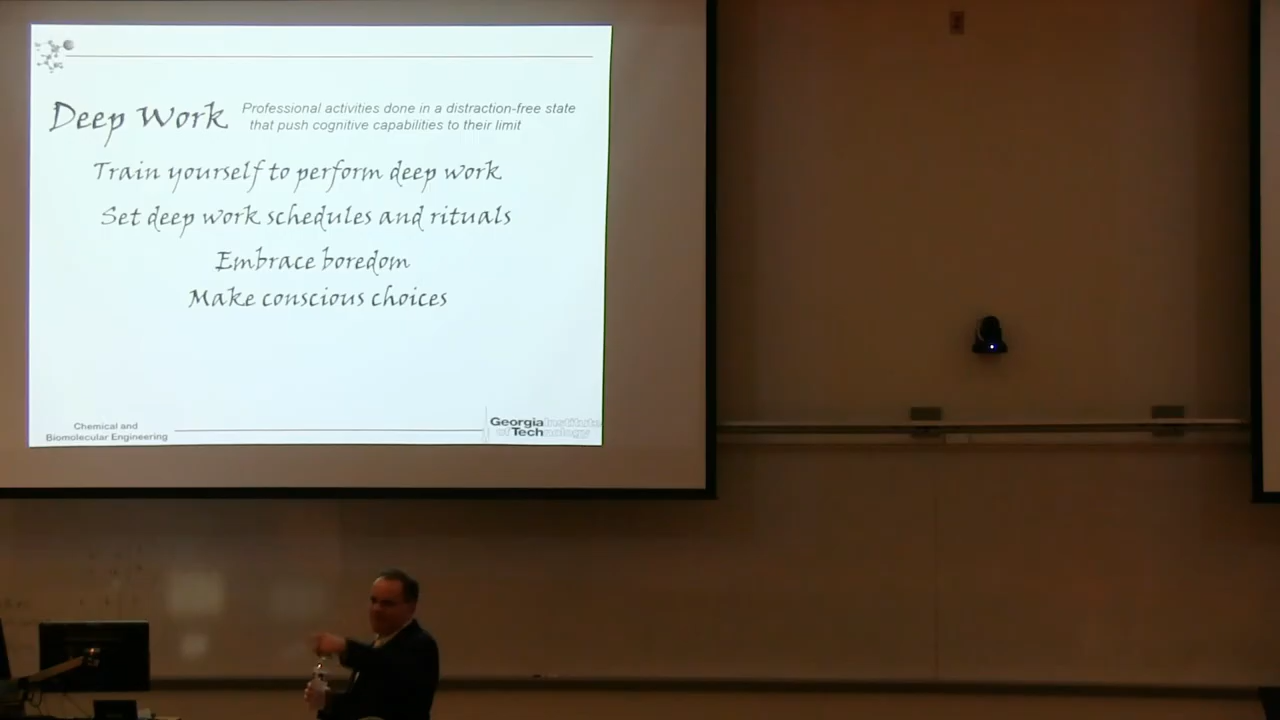 Deep Work
Professional activities done in a distraction-free state
that push cognitive capabilities to their limit
Train yourself to perform deep work
Set deep work schedules and rituals
Embrace boredom
Make conscious choices
Chemical and
Biomolecular Engineering
Georgia Institute
of Technology